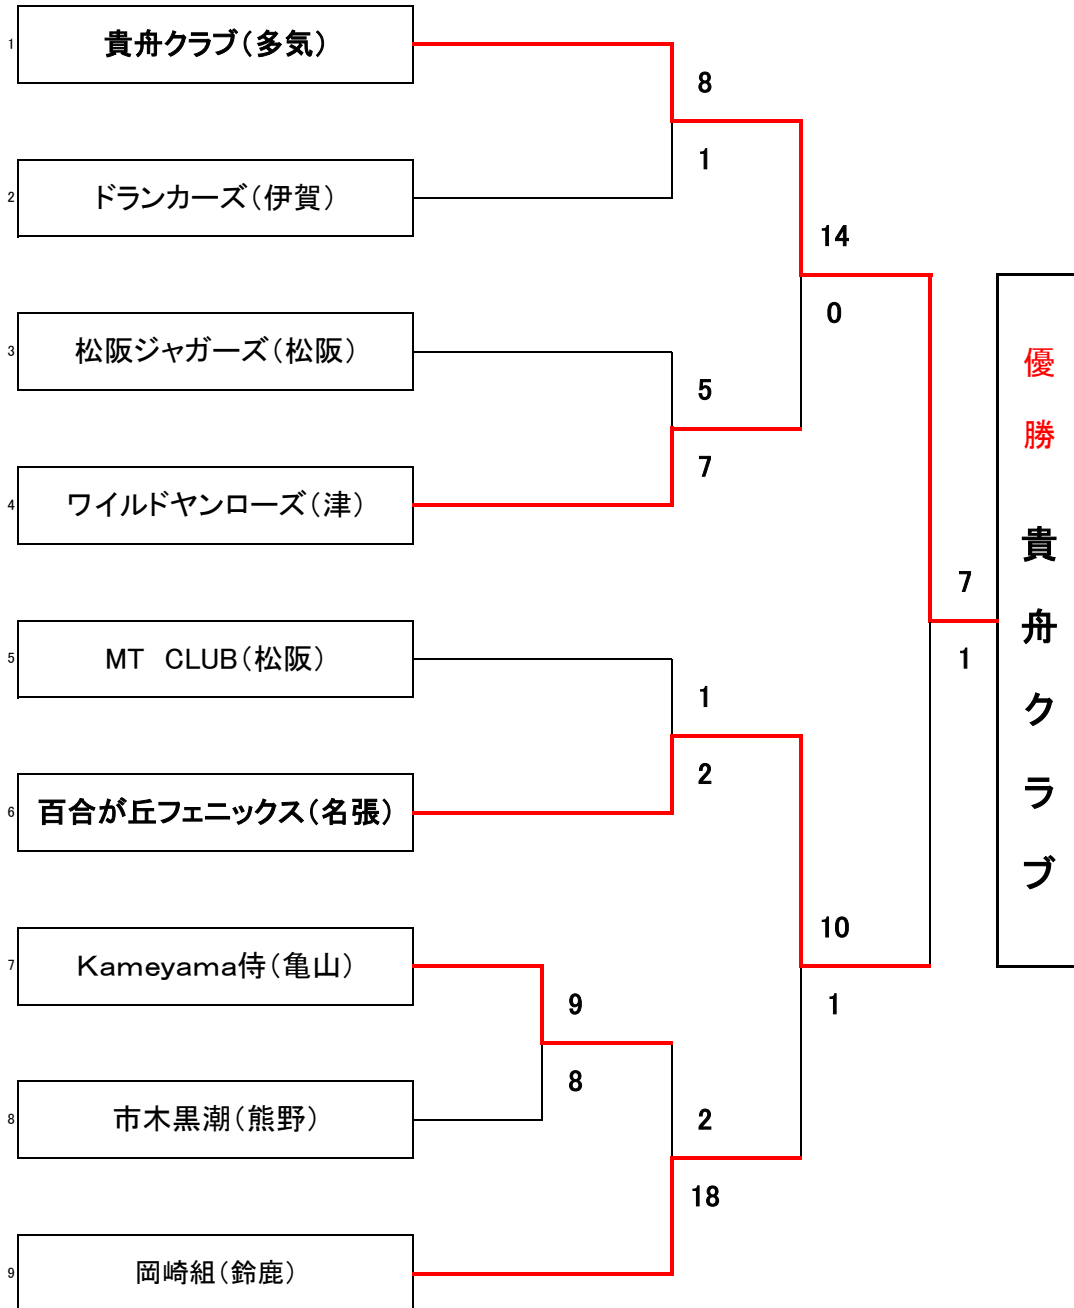 1
貴舟クラブ(多気)
8
1
2
ドランカーズ(伊賀)
14
0
3
松阪ジャガーズ(松阪)
5
7
4
ワイルドヤンローズ(津)
5
MT CLUB(松阪)
1
2
6
百合が丘フェニックス(名張)
10
1
7
Kameyama侍(亀山)
9
8
8
市木黒潮(熊野)
2
18
9
岡崎組(鈴鹿)
7
1
優勝 貴舟クラブ